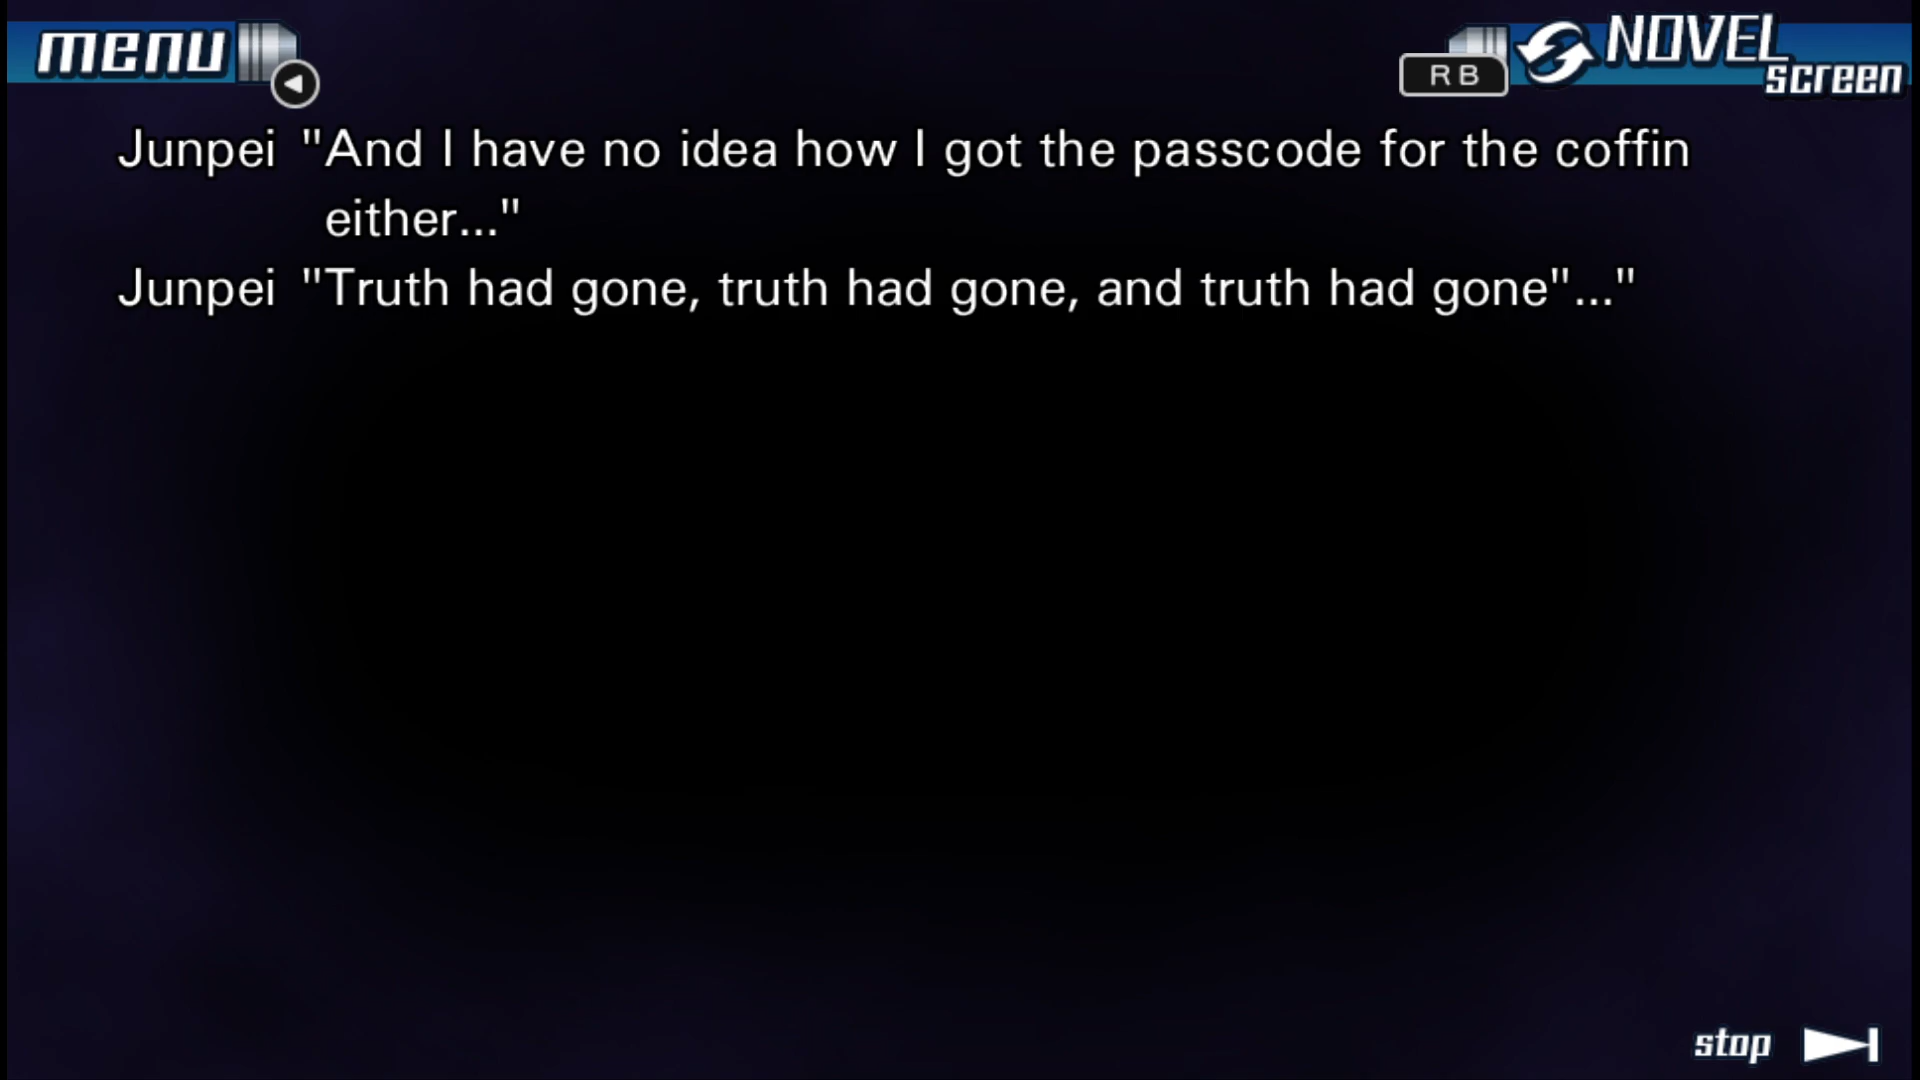 menu
RB
NOVEL
screen
Junpei "And I have no idea how I got the passcode for the coffin
either..."
Junpei "Truth had gone, truth had gone, and truth had gone"..."
stop